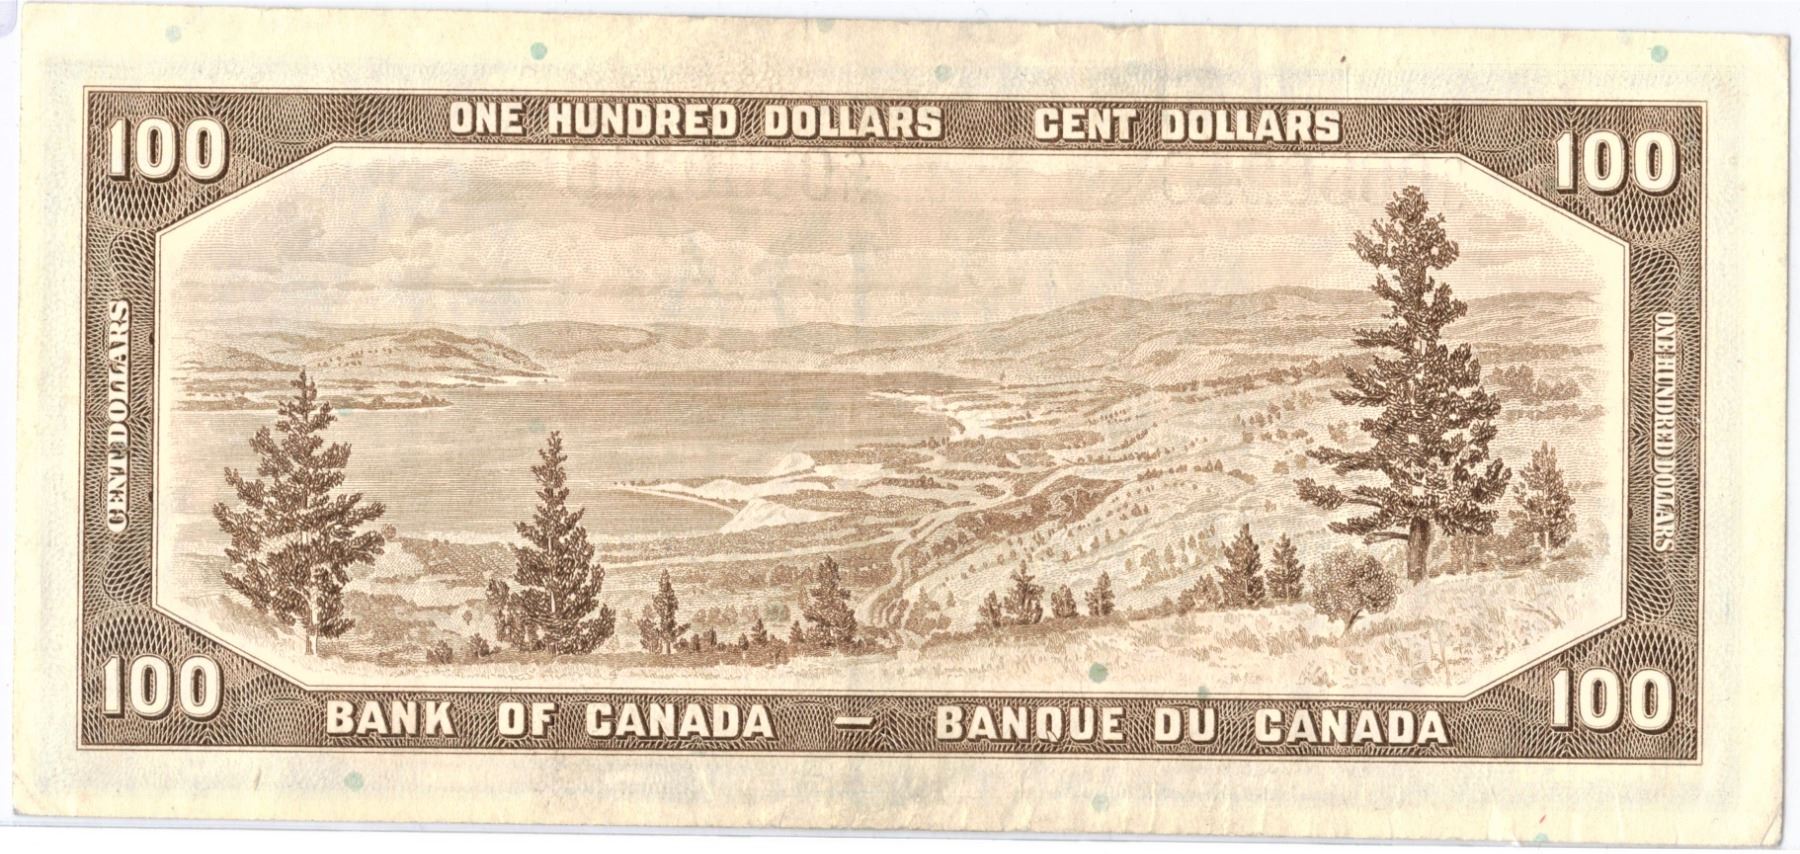 ONE HUNDRED DOLLARS CENT DOLLARS
100
100
CENT DOLLARS
ONE HUNDRED DOLLARS
100
100
BANK OF CANADA — BANQUE DU CANADA